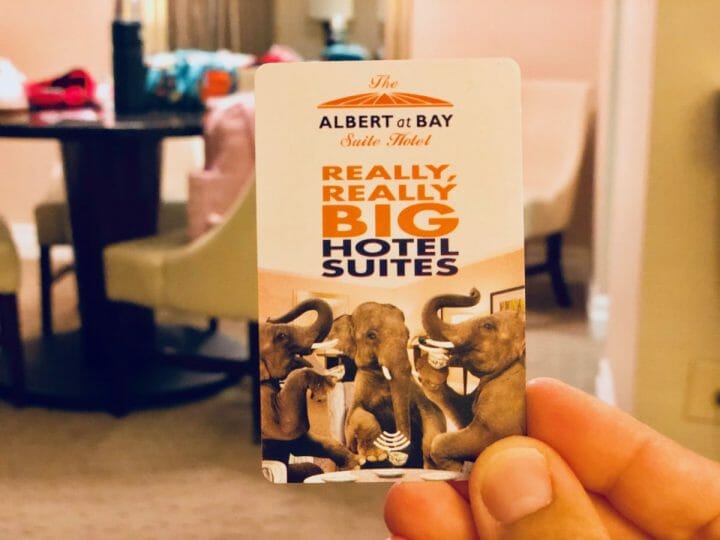 The
ALBERT at BAY
Suite Hotel
REALLY,
REALLY
BIG
HOTEL
SUITES